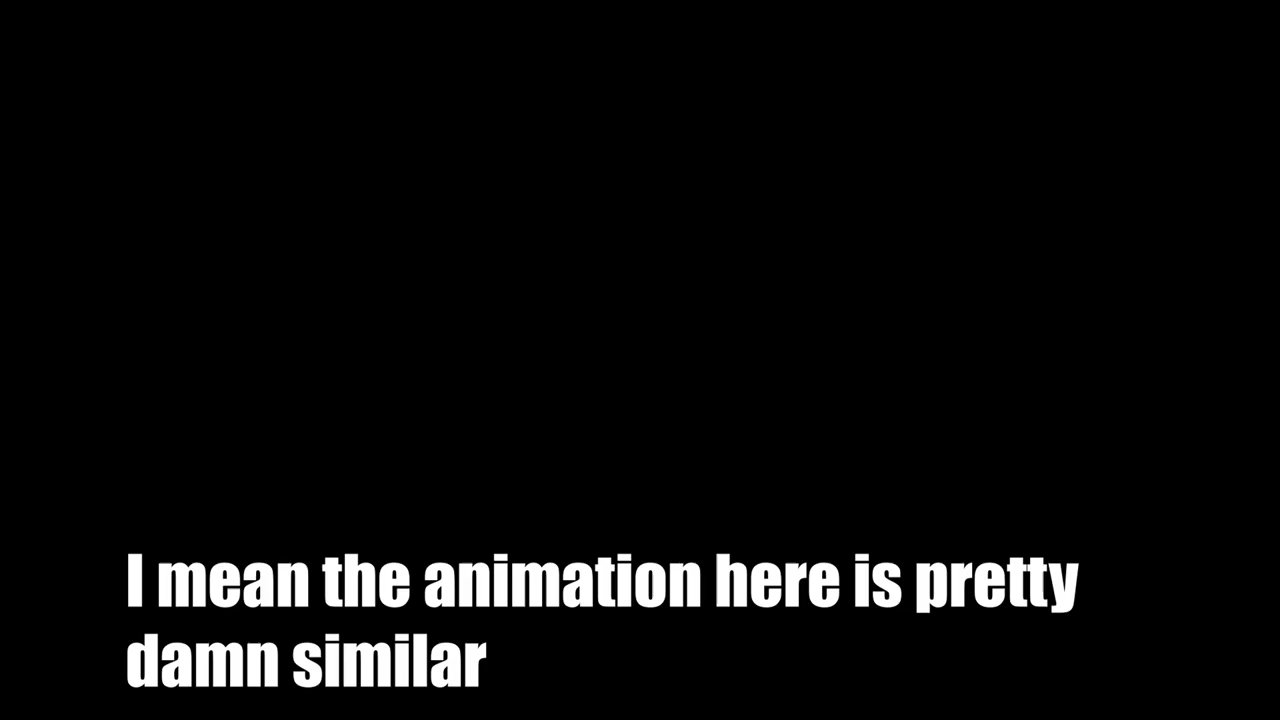 I mean the animation here is pretty
damn similar